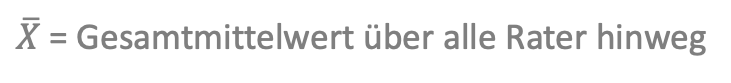 X̄ = Gesamtmittelwert über alle Rater hinweg